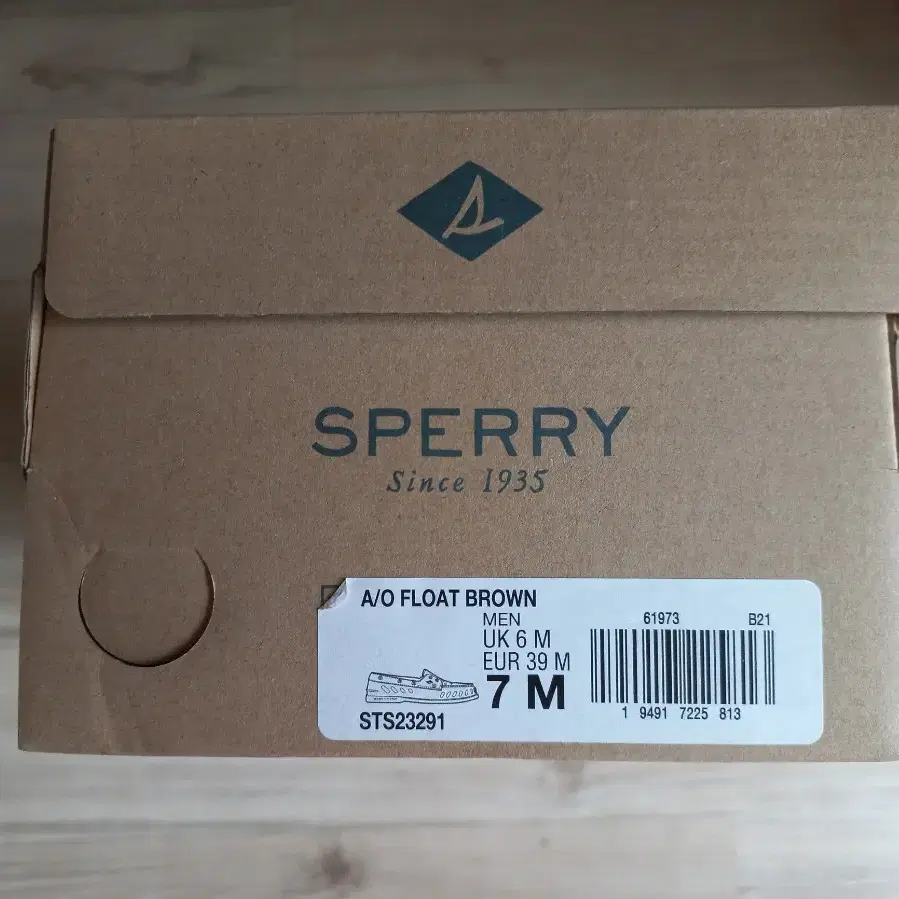 SPERRY
Since 1935
A/O FLOAT BROWN
MEN
UK 6 M
EUR 39 M
7 M
STS23291
61973 B21
1 9491 7225 813